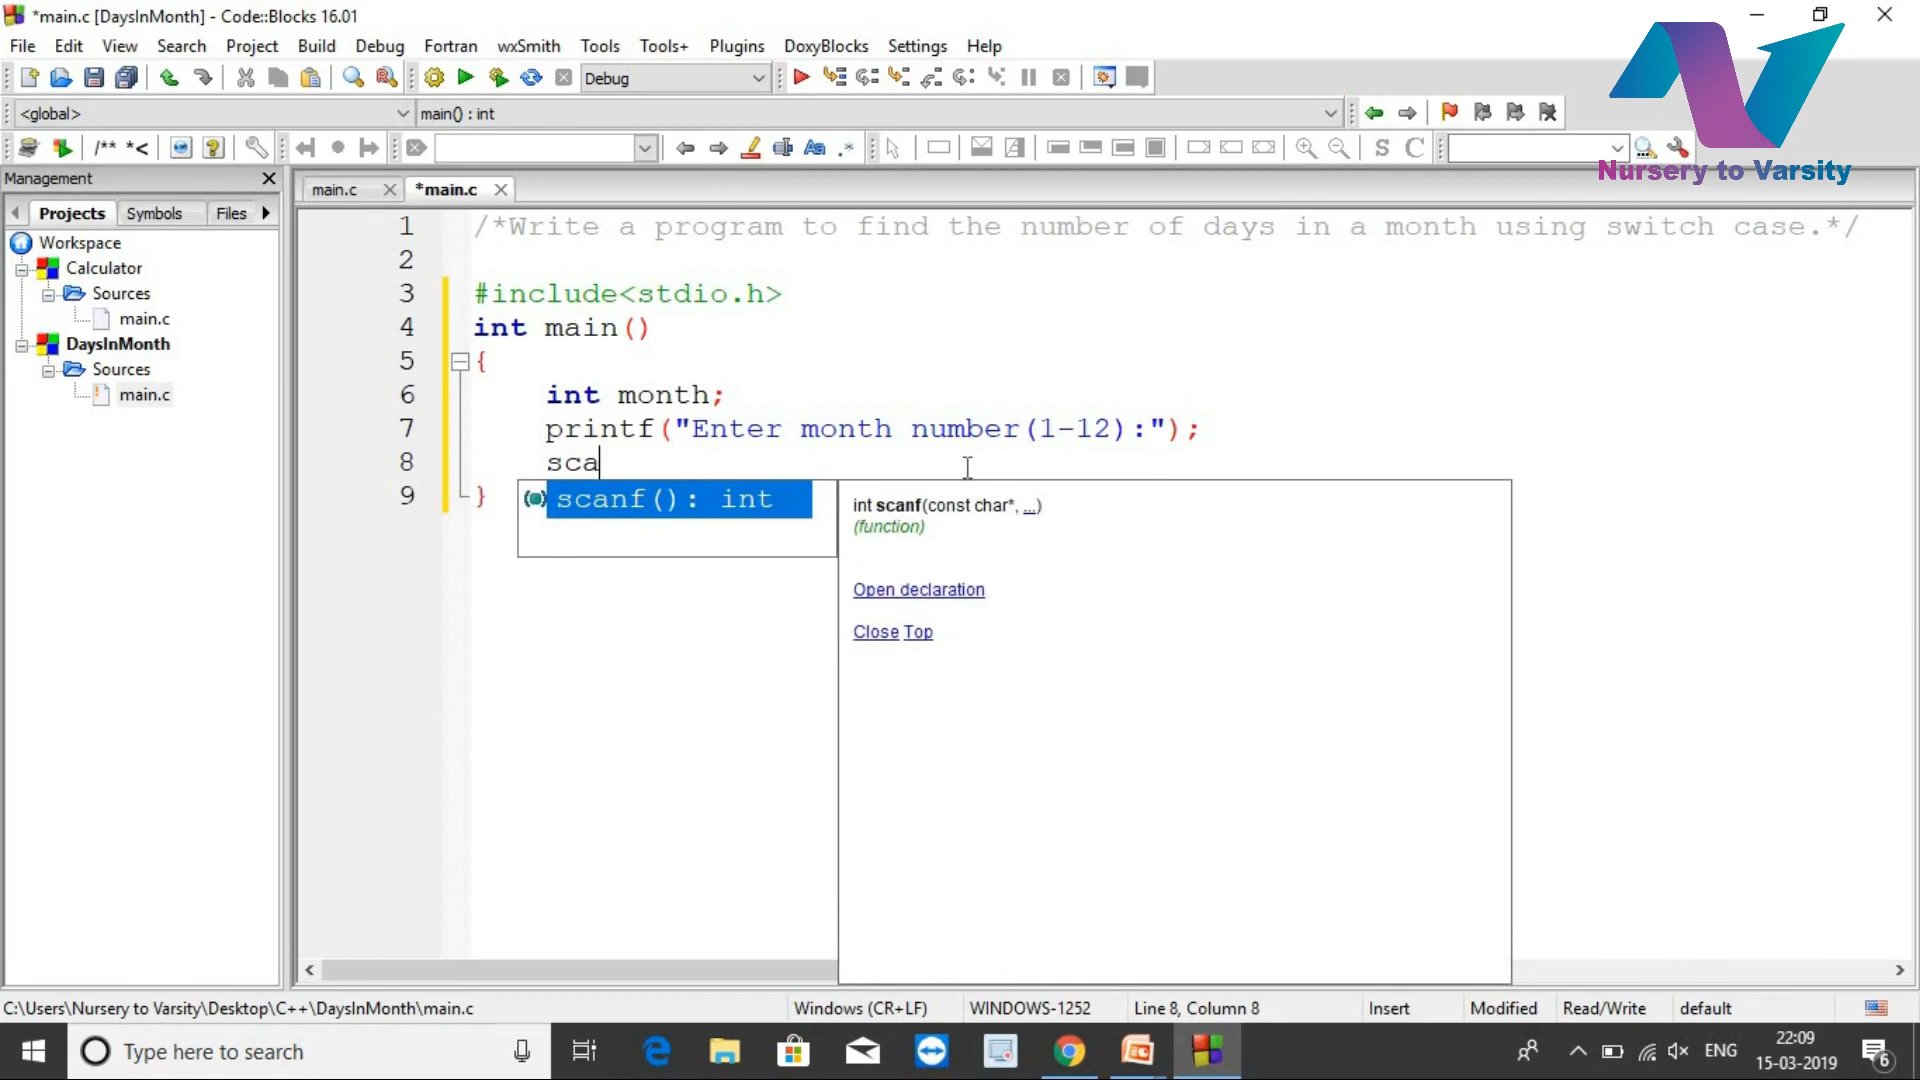 *main.c [DaysInMonth] - Code::Blocks 16.01
File Edit View Search Project Build Debug Fortran wxSmith Tools Tools+ Plugins DoxyBlocks Settings Help
Debug
<global> main() : int
/** *< Aa .* S C
Nursery to Varsity
Management
main.c *main.c
Projects Symbols Files
Workspace
Calculator
Sources
main.c
DaysInMonth
Sources
main.c
1 /*Write a program to find the number of days in a month using switch case.*/
2
3 #include<stdio.h>
4 int main()
5 {
6 int month;
7 printf("Enter month number(1-12):");
8 sca
9 }
scanf(): int
int scanf(const char*, ...)
(function)
Open declaration
Close Top
C:\Users\Nursery to Varsity\Desktop\C++\DaysInMonth\main.c Windows (CR+LF) WINDOWS-1252 Line 8, Column 8 Insert Modified Read/Write default
Type here to search
ENG
22:09
15-03-2019
6